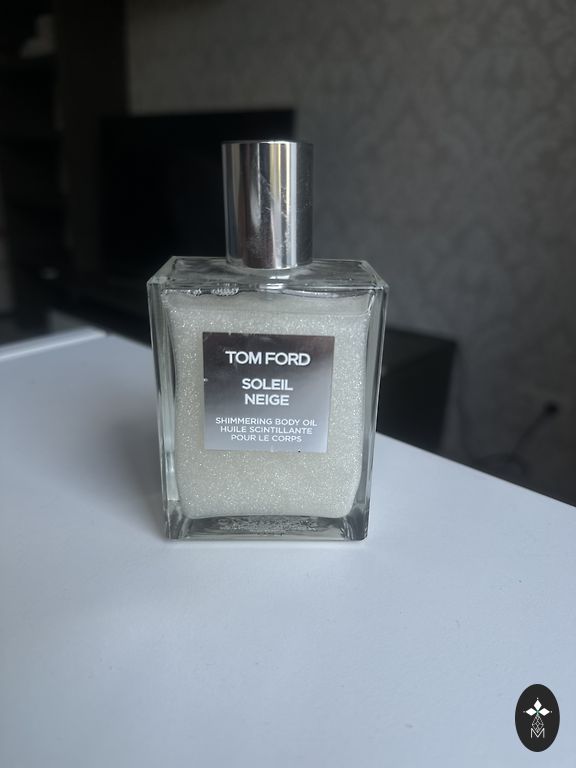 TOM FORD
SOLEIL
NEIGE
SHIMMERING BODY OIL
HUILE SCINTILLANTE
POUR LE CORPS
M